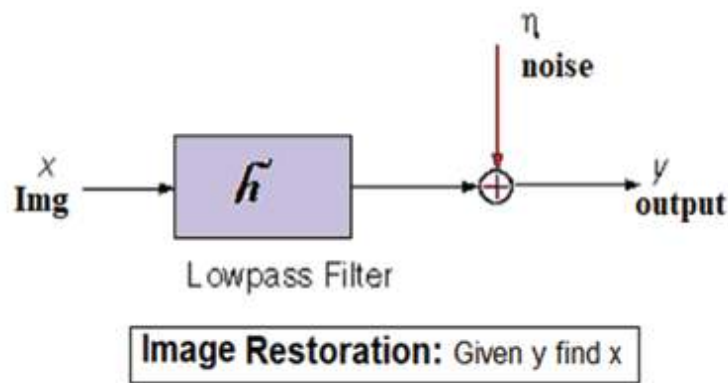 η
noise
x
Img
h̃
y
output
Lowpass Filter
Image Restoration: Given y find x